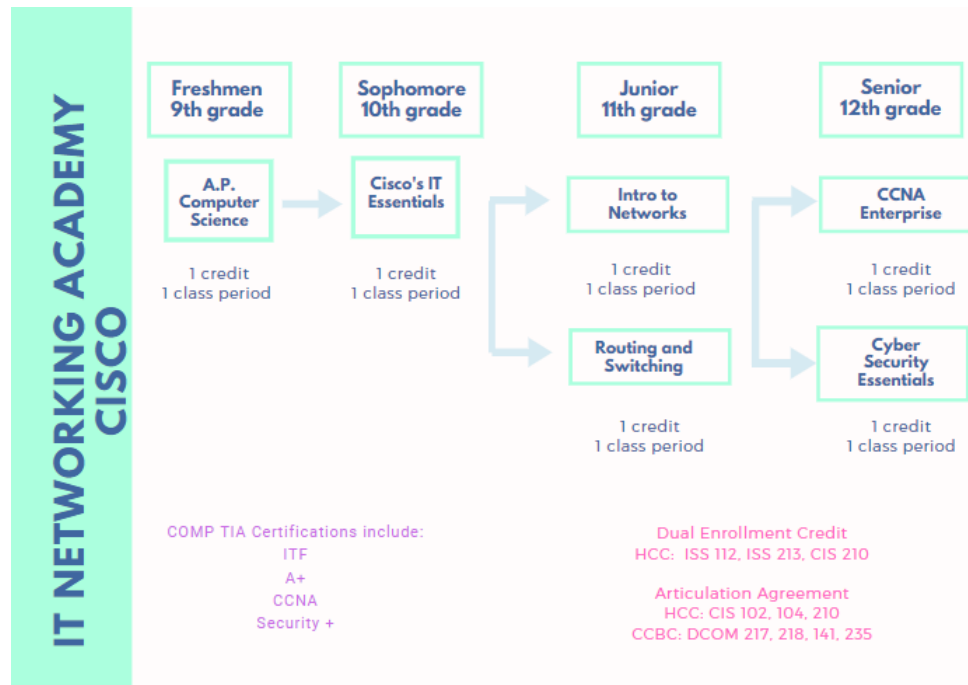 IT NETWORKING ACADEMY
CISCO
Freshmen
9th grade
Sophomore
10th grade
Junior
11th grade
Senior
12th grade
A.P.
Computer
Science
1 credit
1 class period
Cisco's IT
Essentials
1 credit
1 class period
Intro to
Networks
1 credit
1 class period
Routing and
Switching
1 credit
1 class period
CCNA
Enterprise
1 credit
1 class period
Cyber
Security
Essentials
1 credit
1 class period
COMP TIA Certifications include:
ITF
A+
CCNA
Security +
Dual Enrollment Credit
HCC: ISS 112, ISS 213, CIS 210
Articulation Agreement
HCC: CIS 102, 104, 210
CCBC: DCOM 217, 218, 141, 235